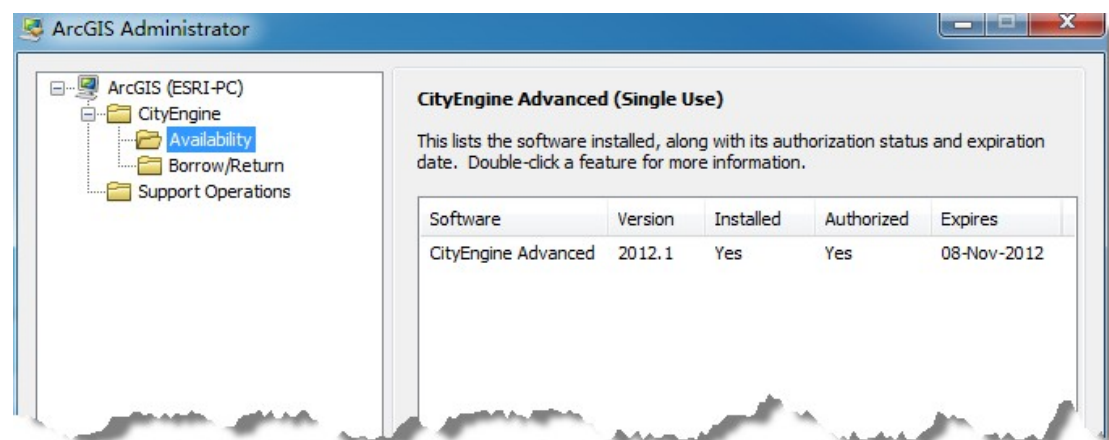 ArcGIS Administrator
ArcGIS (ESRI-PC)
CityEngine
Availability
Borrow/Return
Support Operations
CityEngine Advanced (Single Use)
This lists the software installed, along with its authorization status and expiration
date. Double-click a feature for more information.
Software Version Installed Authorized Expires
CityEngine Advanced 2012.1 Yes Yes 08-Nov-2012